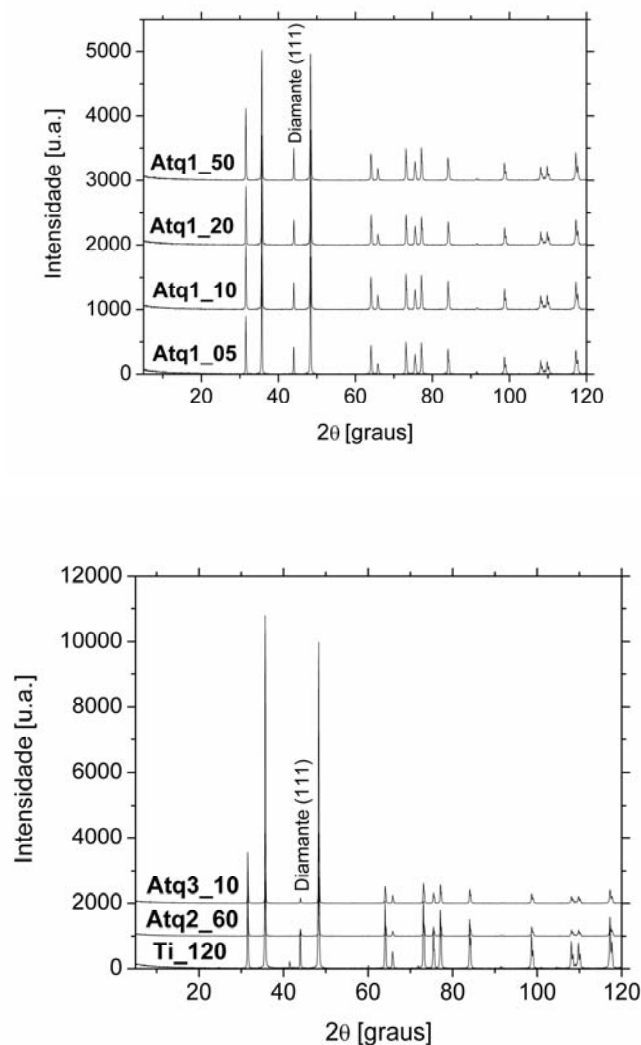 5000
4000
3000
2000
1000
0
Intensidade [u.a.]
Diamante (111)
Atq1_50
Atq1_20
Atq1_10
Atq1_05
20 40 60 80 100 120
2θ [graus]
12000
10000
8000
6000
4000
2000
0
Intensidade [u.a.]
Diamante (111)
Atq3_10
Atq2_60
Ti_120
20 40 60 80 100 120
2θ [graus]